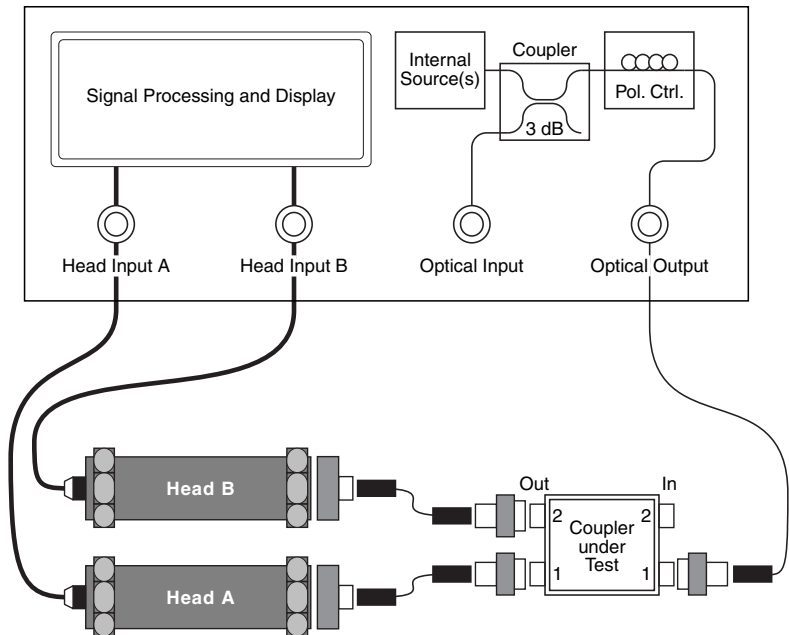 Signal Processing and Display
Internal
Source(s)
Coupler
3 dB
Pol. Ctrl.
Head Input A
Head Input B
Optical Input
Optical Output
Head B
Head A
Out
In
2
2
Coupler
under
Test
1
1